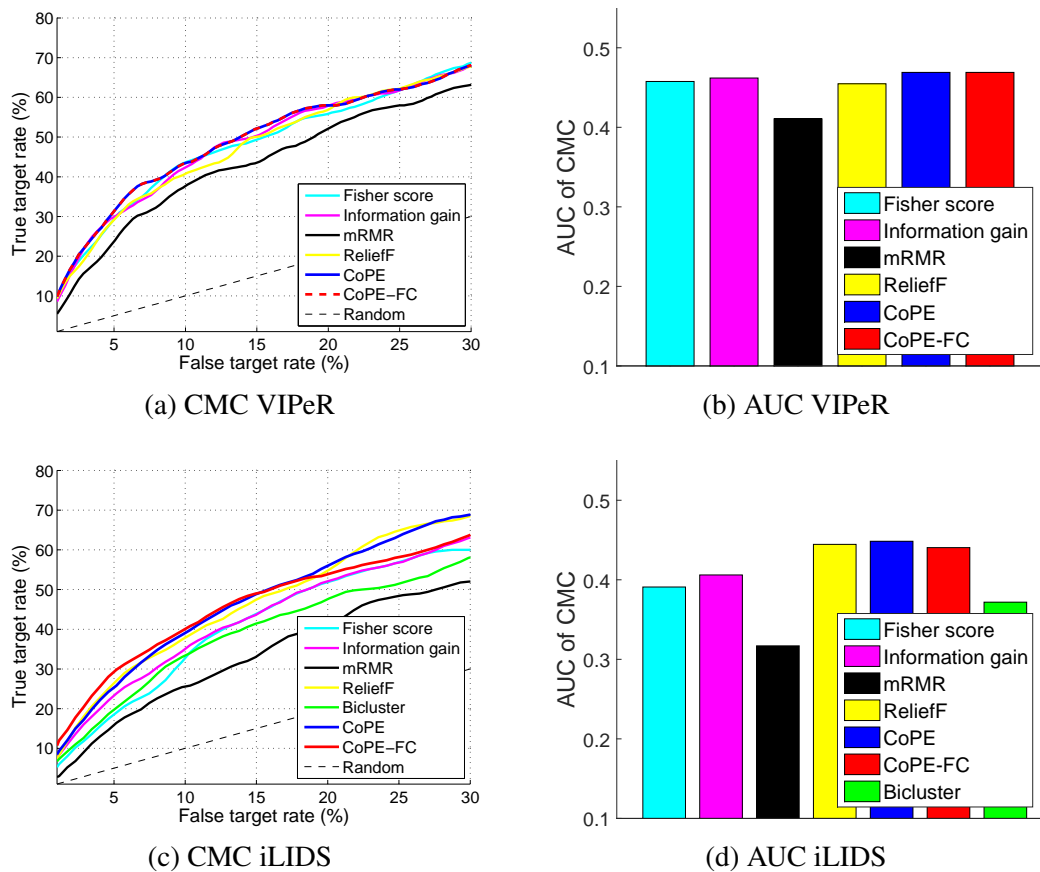 80
70
60
50
40
30
20
10
True target rate (%)
Fisher score
Information gain
mRMR
ReliefF
CoPE
CoPE-FC
Random
5 10 15 20 25 30
False target rate (%)
(a) CMC VIPeR
0.5
0.4
0.3
0.2
0.1
AUC of CMC
Fisher score
Information gain
mRMR
ReliefF
CoPE
CoPE-FC
(b) AUC VIPeR
80
70
60
50
40
30
20
10
True target rate (%)
Fisher score
Information gain
mRMR
ReliefF
Bicluster
CoPE
CoPE-FC
Random
5 10 15 20 25 30
False target rate (%)
(c) CMC iLIDS
0.5
0.4
0.3
0.2
0.1
AUC of CMC
Fisher score
Information gain
mRMR
ReliefF
CoPE
CoPE-FC
Bicluster
(d) AUC iLIDS